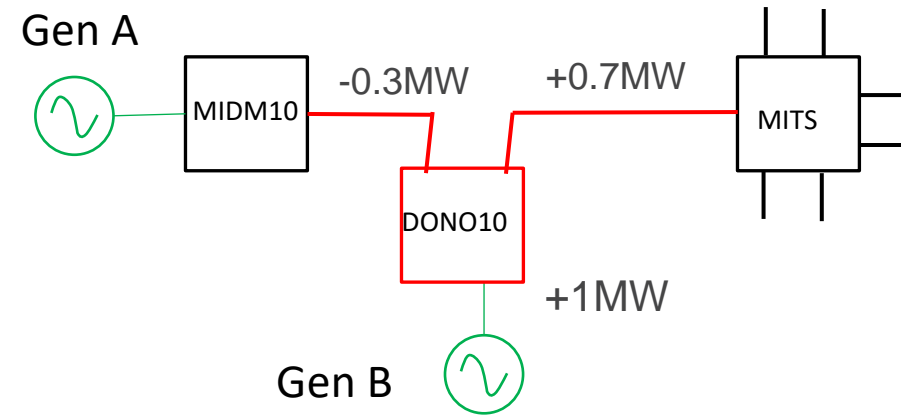 Gen A
MIDM10
-0.3MW
+0.7MW
MITS
DONO10
+1MW
Gen B